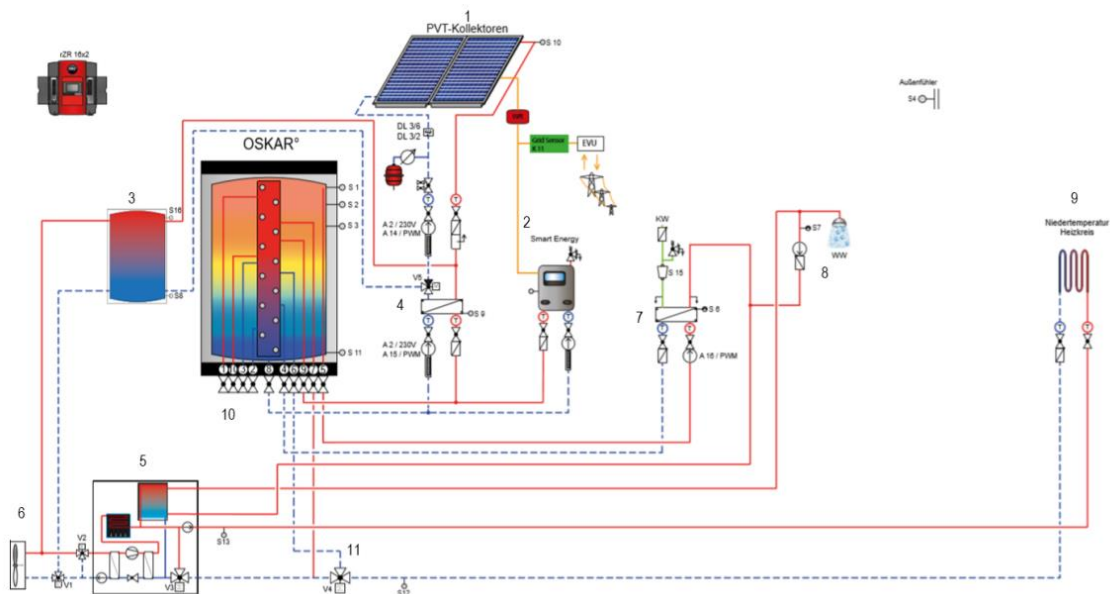 1
PVT-Kollektoren
S 10
rZR 16x2
Außenfühler
S4
DL 3/6
DL 3/2
Grid Sensor
R 11
EVU
OSKAR°
3
S16
S 1
S 2
S 3
2
9
Niedertemperatur
Heizkreis
KW
S7
A 2 / 230V
A 14 / PWM
Smart Energy
8
WW
S 15
V5
4
S8
S 9
7
S 6
A 2 / 230V
A 15 / PWM
S 11
A 16 / PWM
10
5
6
V2
S13
11
V1
V3
V4
S12